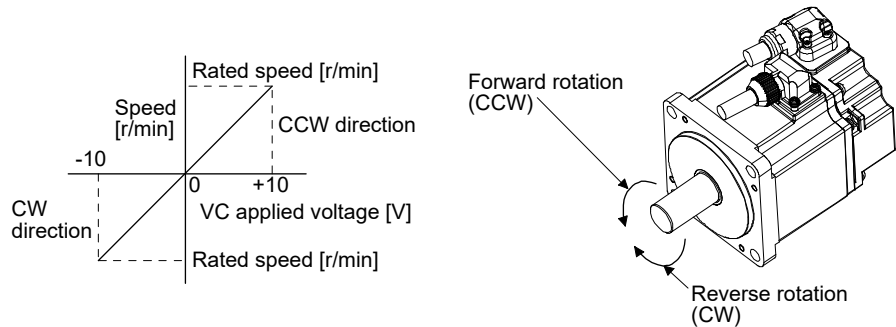 Rated speed [r/min]
Speed
[r/min]
CCW direction
-10
0
+10
CW
direction
VC applied voltage [V]
Rated speed [r/min]
Forward rotation
(CCW)
Reverse rotation
(CW)